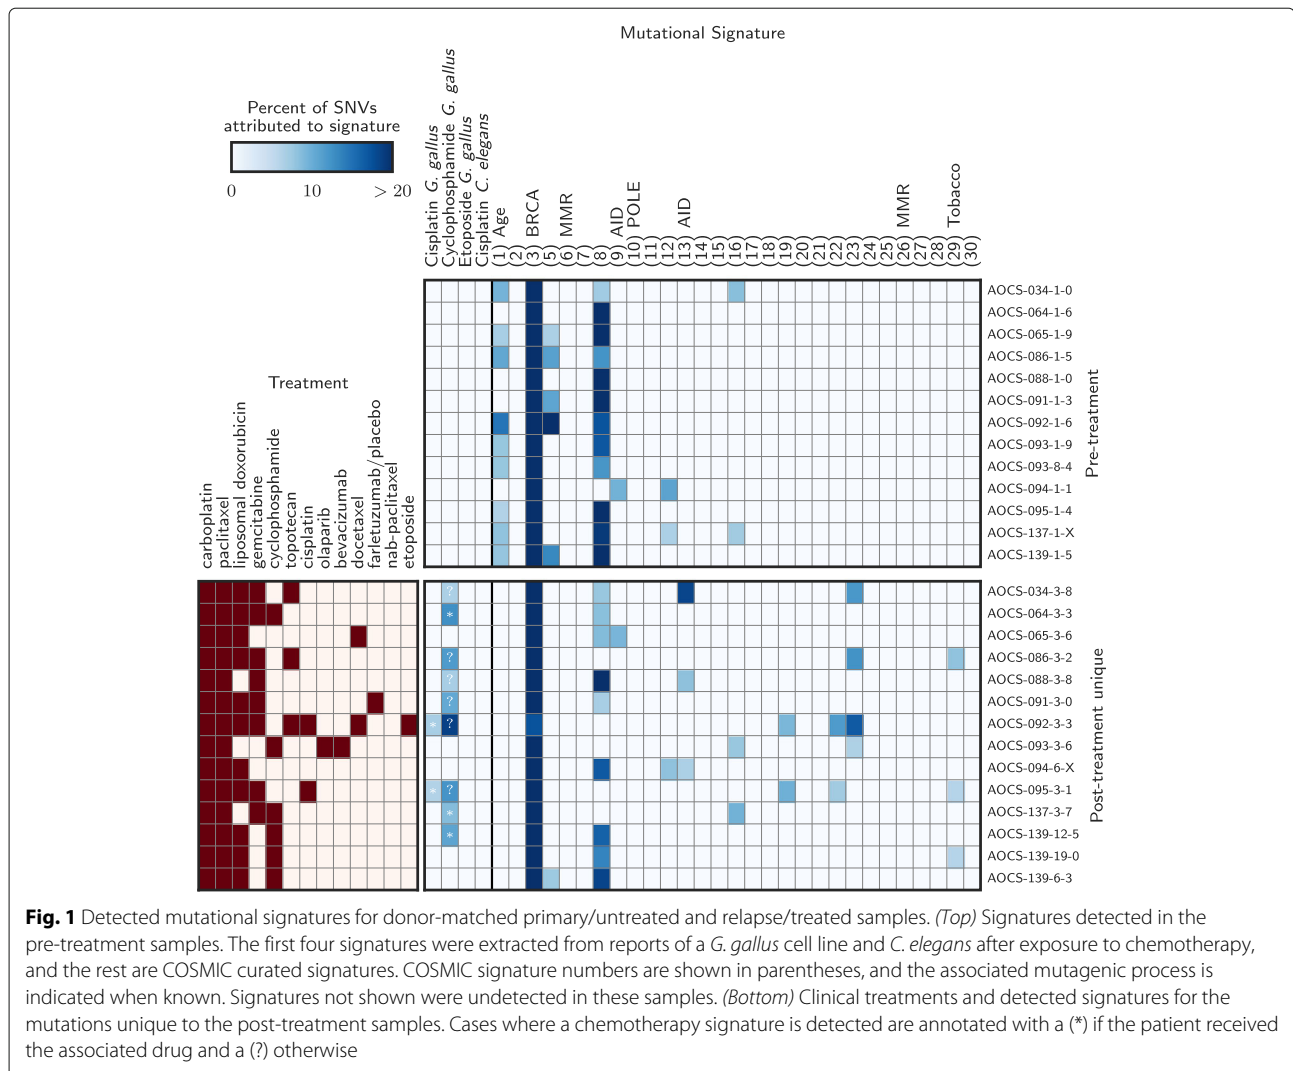 Mutational Signature
Percent of SNVs
attributed to signature
0 10 > 20
Cisplatin G. gallus
Cyclophosphamide G. gallus
Etoposide G. gallus
Cisplatin C. elegans
(1) Age
(2)
(3) BRCA
(5)
(6) MMR
(7)
(8)
(9) AID
(10) POLE
(11)
(12)
(13) AID
(14)
(15)
(16)
(17)
(18)
(19)
(20)
(21)
(22)
(23)
(24)
(25)
(26) MMR
(27)
(28)
(29) Tobacco
(30)
AOCS-034-1-0
AOCS-064-1-6
AOCS-065-1-9
AOCS-086-1-5
AOCS-088-1-0
AOCS-091-1-3
AOCS-092-1-6
AOCS-093-1-9
AOCS-093-8-4
AOCS-094-1-1
AOCS-095-1-4
AOCS-137-1-X
AOCS-139-1-5
Pre-treatment
Treatment
carboplatin
paclitaxel
liposomal doxorubicin
gemcitabine
cyclophosphamide
topotecan
cisplatin
olaparib
bevacizumab
docetaxel
farletuzumab/placebo
nab-paclitaxel
etoposide
? AOCS-034-3-8
* AOCS-064-3-3
AOCS-065-3-6
? AOCS-086-3-2
? AOCS-088-3-8
? AOCS-091-3-0
* ? AOCS-092-3-3
AOCS-093-3-6
AOCS-094-6-X
* ? AOCS-095-3-1
* AOCS-137-3-7
* AOCS-139-12-5
AOCS-139-19-0
AOCS-139-6-3
Post-treatment unique
Fig. 1 Detected mutational signatures for donor-matched primary/untreated and relapse/treated samples. (Top) Signatures detected in the
pre-treatment samples. The first four signatures were extracted from reports of a G. gallus cell line and C. elegans after exposure to chemotherapy,
and the rest are COSMIC curated signatures. COSMIC signature numbers are shown in parentheses, and the associated mutagenic process is
indicated when known. Signatures not shown were undetected in these samples. (Bottom) Clinical treatments and detected signatures for the
mutations unique to the post-treatment samples. Cases where a chemotherapy signature is detected are annotated with a (*) if the patient received
the associated drug and a (?) otherwise